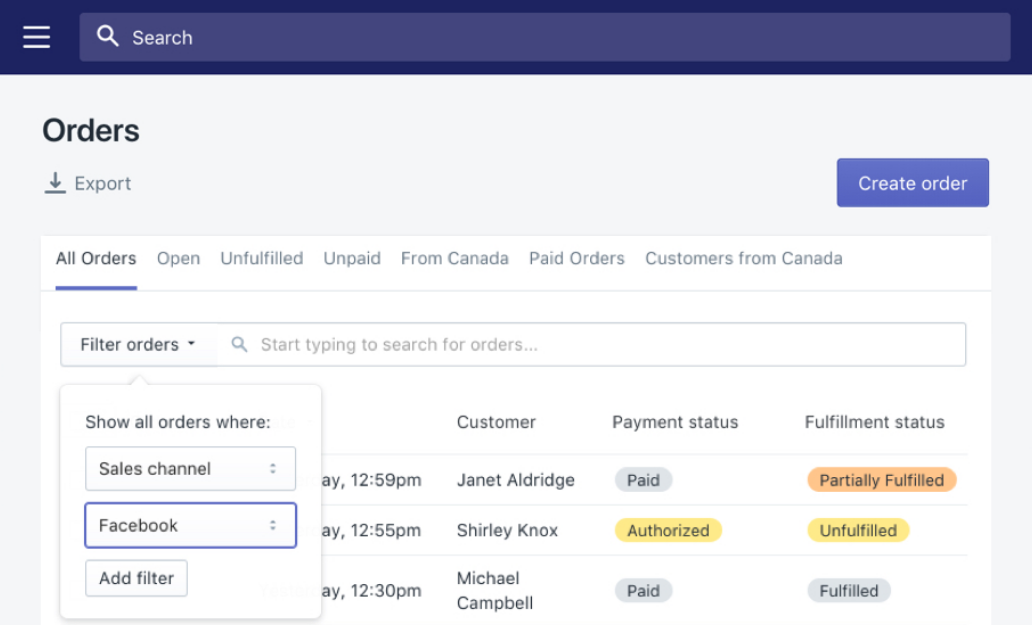 Search
Orders
Export
Create order
All Orders Open Unfulfilled Unpaid From Canada Paid Orders Customers from Canada
Filter orders Start typing to search for orders...
Show all orders where:
Customer Payment status Fulfillment status
Sales channel
ay, 12:59pm Janet Aldridge Paid Partially Fulfilled
Facebook
ay, 12:55pm Shirley Knox Authorized Unfulfilled
Add filter
ay, 12:30pm Michael Campbell Paid Fulfilled